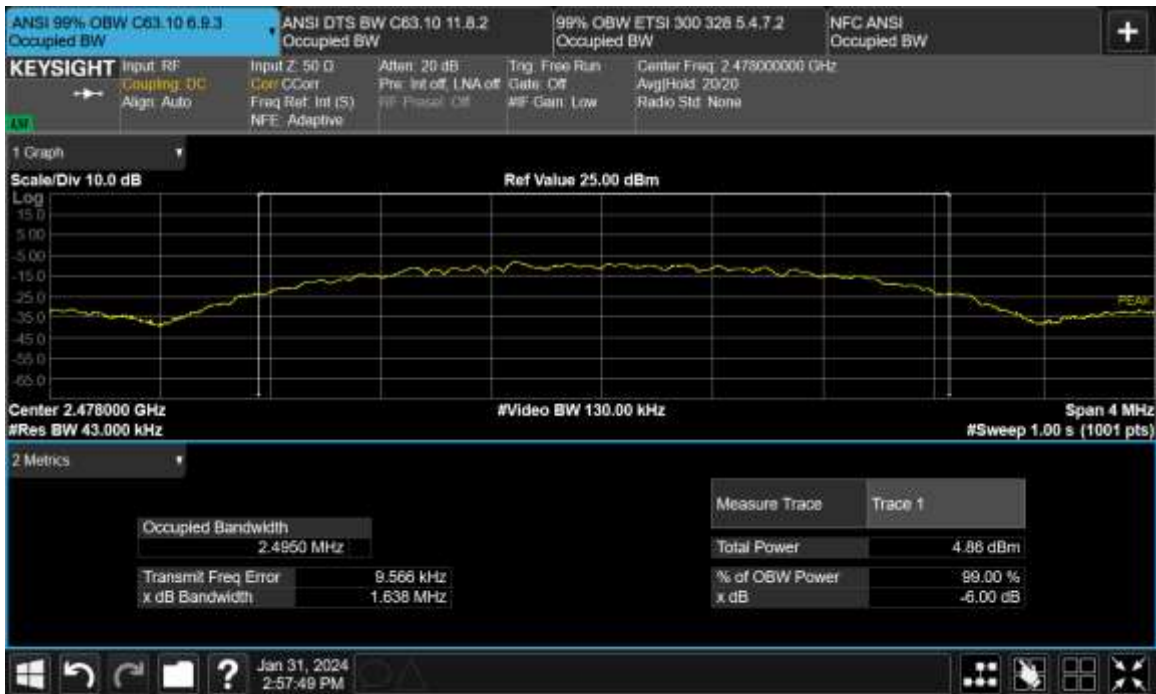 ANSI 99% OBW C63.10 6.9.3
Occupied BW
ANSI DTS BW C63.10 11.8.2
Occupied BW
99% OBW ETSI 300 328 5.4.7.2
Occupied BW
NFC ANSI
Occupied BW
+
KEYSIGHT
Input: RF
Coupling: DC
Align: Auto
Input Z: 50 Ω
Corr CCorr
Freq Ref: Int (S)
NFE: Adaptive
Atten: 20 dB
Pre: Int off, LNA off
RF Presel: Off
Trig: Free Run
Gate: Off
#IF Gain: Low
Center Freq: 2.478000000 GHz
Avg|Hold: 20/20
Radio Std: None
1 Graph
Scale/Div 10.0 dB
Ref Value 25.00 dBm
Log
15.0
5.00
-5.00
-15.0
-25.0
-35.0
-45.0
-55.0
-65.0
PEAK
Center 2.478000 GHz
#Video BW 130.00 kHz
Span 4 MHz
#Res BW 43.000 kHz
#Sweep 1.00 s (1001 pts)
2 Metrics
Measure Trace
Trace 1
Occupied Bandwidth
2.4950 MHz
Total Power
4.86 dBm
Transmit Freq Error
9.566 kHz
% of OBW Power
99.00 %
x dB Bandwidth
1.638 MHz
x dB
-6.00 dB
?
Jan 31, 2024
2:57:49 PM